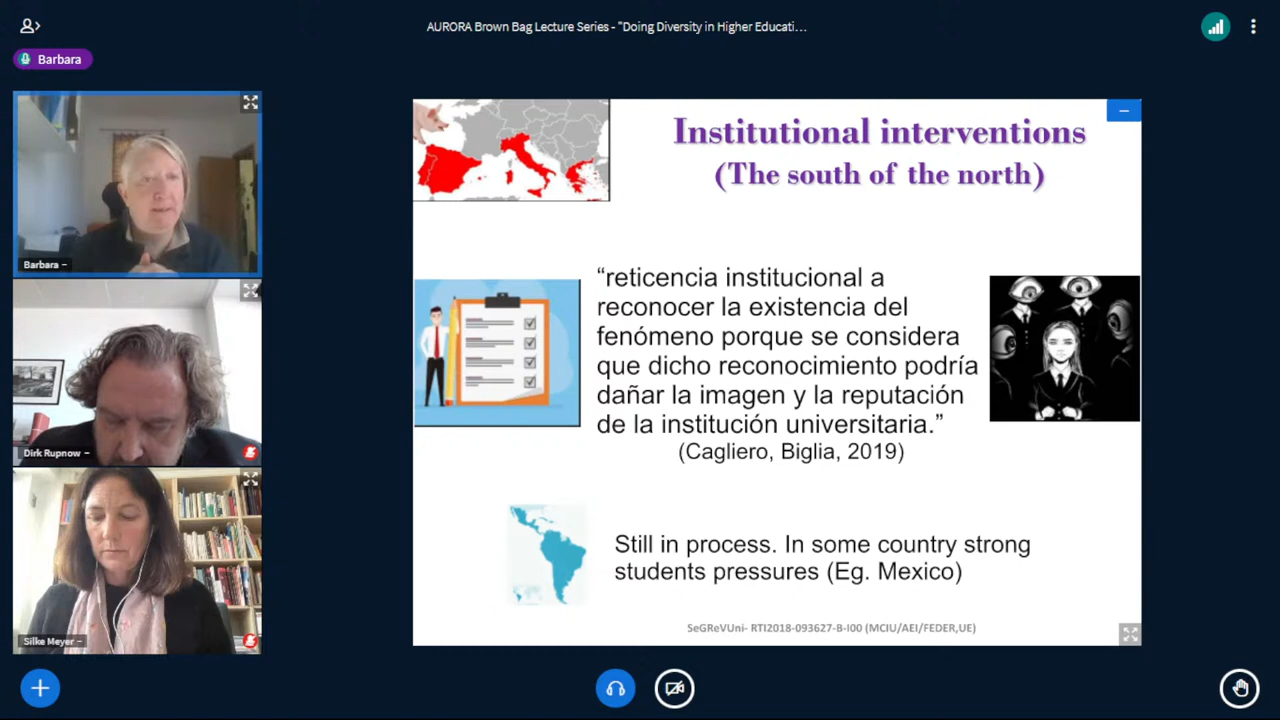 AURORA Brown Bag Lecture Series - "Doing Diversity in Higher Educati…
Barbara
Barbara –
Dirk Rupnow –
Silke Meyer –
Institutional interventions
(The south of the north)
“reticencia institucional a
reconocer la existencia del
fenómeno porque se considera
que dicho reconocimiento podría
dañar la imagen y la reputación
de la institución universitaria.”
(Cagliero, Biglia, 2019)
Still in process. In some country strong
students pressures (Eg. Mexico)
SeGReVUni- RTI2018-093627-B-I00 (MCIU/AEI/FEDER,UE)